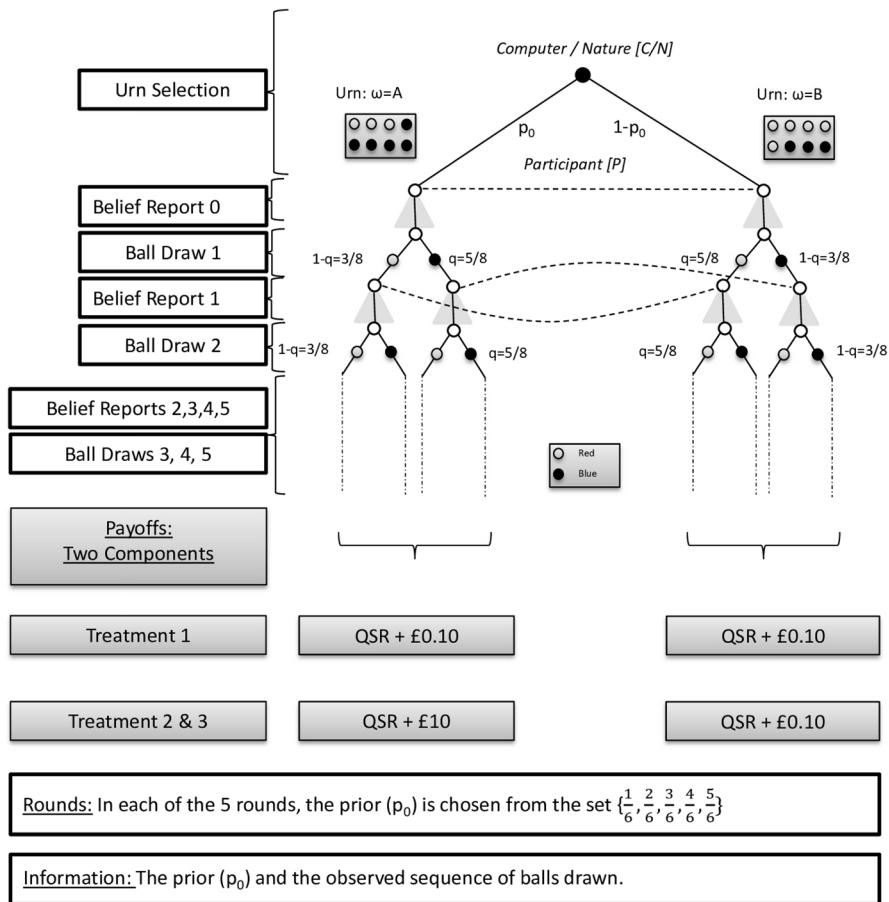 Computer / Nature [C/N]
Urn Selection
Urn: ω=A
Urn: ω=B
p₀
1-p₀
Participant [P]
Belief Report 0
Ball Draw 1
1-q=3/8
q=5/8
q=5/8
1-q=3/8
Belief Report 1
Ball Draw 2
1-q=3/8
q=5/8
q=5/8
1-q=3/8
Belief Reports 2,3,4,5
Ball Draws 3, 4, 5
Red
Blue
Payoffs:
Two Components
Treatment 1
QSR + £0.10
QSR + £0.10
Treatment 2 & 3
QSR + £10
QSR + £0.10
Rounds: In each of the 5 rounds, the prior (p₀) is chosen from the set {1/6, 2/6, 3/6, 4/6, 5/6}
Information: The prior (p₀) and the observed sequence of balls drawn.